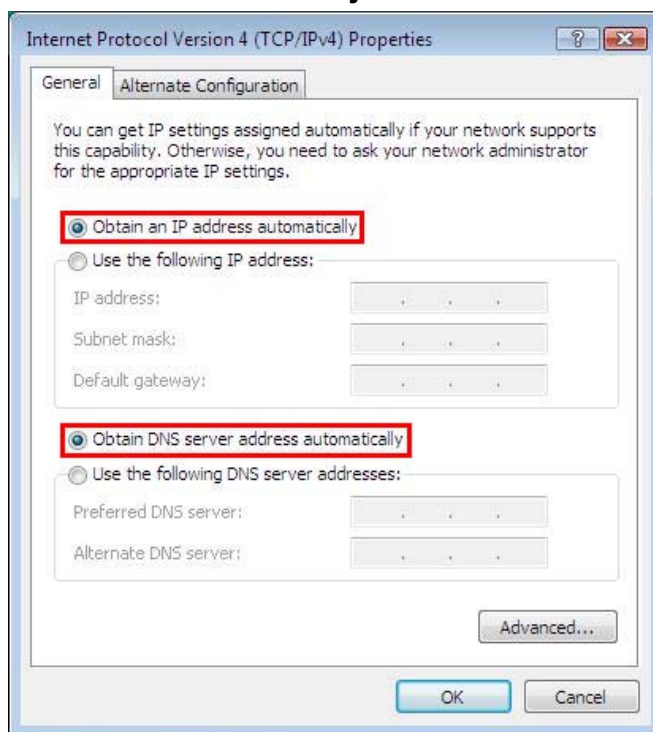 Internet Protocol Version 4 (TCP/IPv4) Properties
General
Alternate Configuration
You can get IP settings assigned automatically if your network supports
this capability. Otherwise, you need to ask your network administrator
for the appropriate IP settings.
Obtain an IP address automatically
Use the following IP address:
IP address:
Subnet mask:
Default gateway:
Obtain DNS server address automatically
Use the following DNS server addresses:
Preferred DNS server:
Alternate DNS server:
Advanced...
OK
Cancel